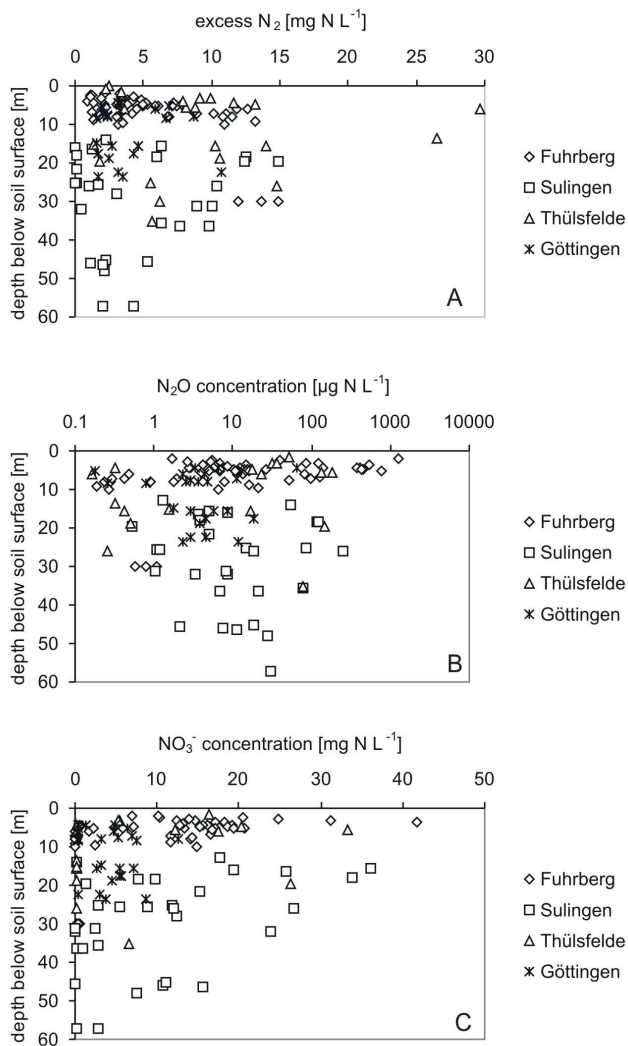 excess N₂ [mg N L⁻¹]
0 5 10 15 20 25 30
depth below soil surface [m]
0
10
20
30
40
50
60
Fuhrberg
Sulingen
Thülsfelde
Göttingen
A
N₂O concentration [µg N L⁻¹]
0.1 1 10 100 1000 10000
depth below soil surface [m]
0
10
20
30
40
50
60
Fuhrberg
Sulingen
Thülsfelde
Göttingen
B
NO₃⁻ concentration [mg N L⁻¹]
0 10 20 30 40 50
depth below soil surface [m]
0
10
20
30
40
50
60
Fuhrberg
Sulingen
Thülsfelde
Göttingen
C